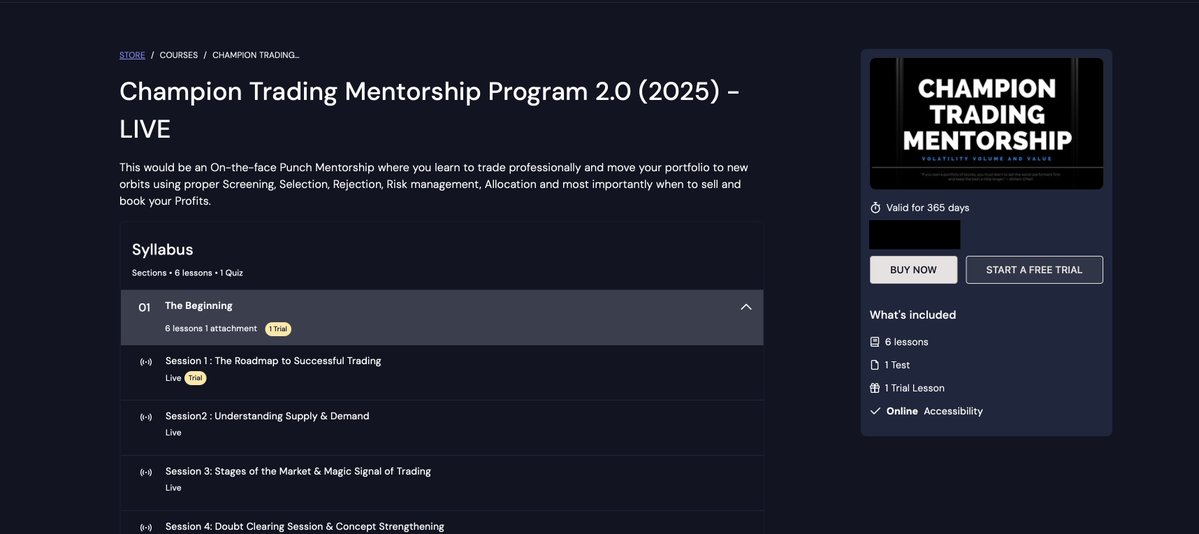 STORE / COURSES / CHAMPION TRADING...
Champion Trading Mentorship Program 2.0 (2025) -
LIVE
This would be an On-the-face Punch Mentorship where you learn to trade professionally and move your portfolio to new
orbits using proper Screening, Selection, Rejection, Risk management, Allocation and most importantly when to sell and
book your Profits.
Syllabus
Sections • 6 lessons • 1 Quiz
01 The Beginning
6 lessons 1 attachment 1 Trial
Session 1 : The Roadmap to Successful Trading
Live Trial
Session2 : Understanding Supply & Demand
Live
Session 3: Stages of the Market & Magic Signal of Trading
Live
Session 4: Doubt Clearing Session & Concept Strengthening
CHAMPION
TRADING
MENTORSHIP
VOLATILITY VOLUME AND VALUE
Valid for 365 days
BUY NOW
START A FREE TRIAL
What's included
6 lessons
1 Test
1 Trial Lesson
Online Accessibility